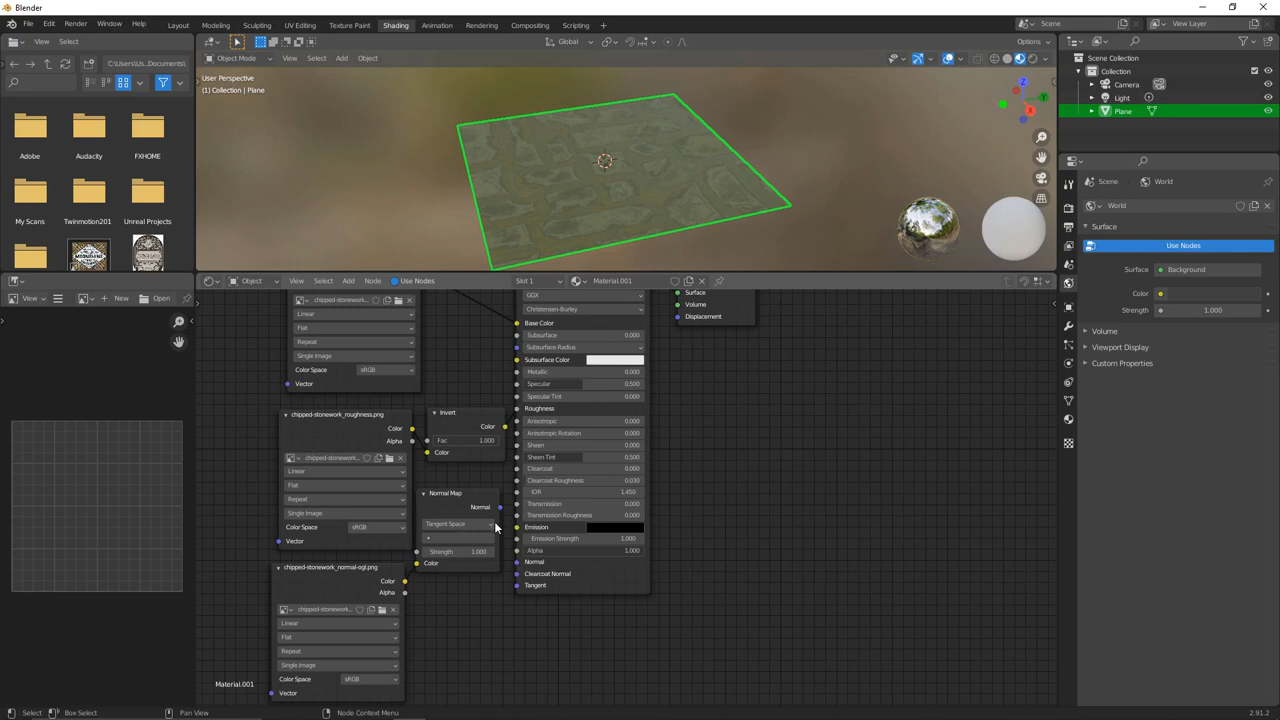 Blender
File Edit Render Window Help Layout Modeling Sculpting UV Editing Texture Paint Shading Animation Rendering Compositing Scripting + Scene View Layer
View Select Global Options
C:\Users\Us...Documents\ Object Mode View Select Add Object
User Perspective
(1) Collection | Plane
Adobe Audacity FXHOME
My Scans Twinmotion201 Unreal Projects
Scene Collection
Collection
Camera
Light
Plane
Scene World
World
Surface
Use Nodes
Surface Background
Color
Strength 1.000
Volume
Viewport Display
Custom Properties
Z
Y
X
View + New Open
Object View Select Add Node Use Nodes Slot 1 Material.001
chipped-stonework...
Linear
Flat
Repeat
Single Image
Color Space sRGB
Vector
chipped-stonework_roughness.png
Color
Alpha
chipped-stonework...
Linear
Flat
Repeat
Single Image
Color Space sRGB
Vector
Invert
Color
Fac 1.000
Color
Normal Map
Normal
Tangent Space
Strength 1.000
Color
chipped-stonework_normal-ogl.png
Color
Alpha
chipped-stonework...
Linear
Flat
Repeat
Single Image
Color Space sRGB
Vector
GGX
Christensen-Burley
Base Color
Subsurface 0.000
Subsurface Radius
Subsurface Color
Metallic 0.000
Specular 0.500
Specular Tint 0.000
Roughness
Anisotropic 0.000
Anisotropic Rotation 0.000
Sheen 0.000
Sheen Tint 0.500
Clearcoat 0.000
Clearcoat Roughness 0.030
IOR 1.450
Transmission 0.000
Transmission Roughness 0.000
Emission
Emission Strength 1.000
Alpha 1.000
Normal
Clearcoat Normal
Tangent
Surface
Volume
Displacement
Material.001
Select Box Select Pan View Node Context Menu 2.91.2